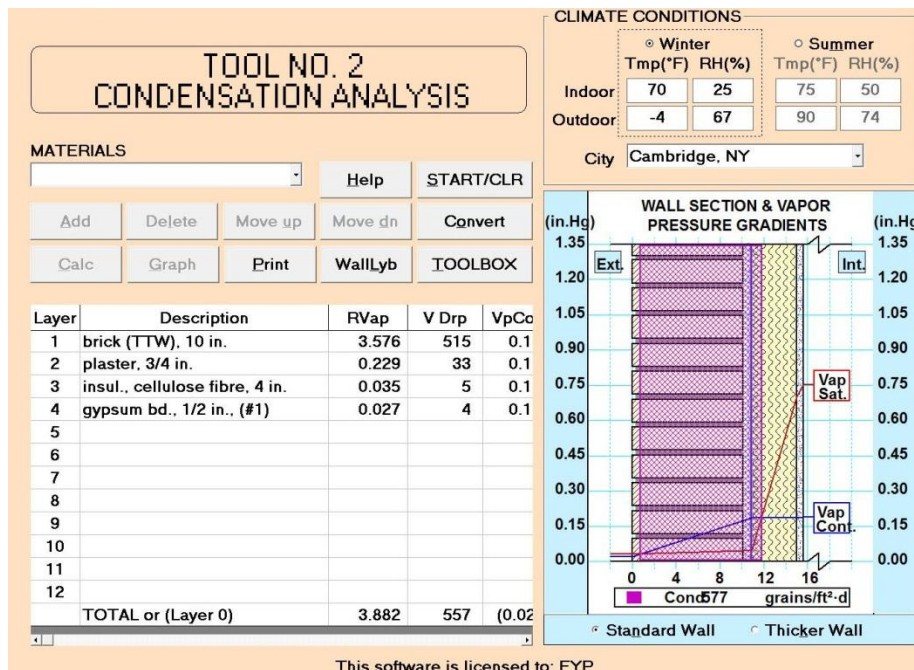 TOOL NO. 2
CONDENSATION ANALYSIS
MATERIALS
Help START/CLR
Add Delete Move up Move dn Convert
Calc Graph Print WallLyb TOOLBOX
Layer Description RVap V Drp VpCo
1 brick (TTW), 10 in. 3.576 515 0.1
2 plaster, 3/4 in. 0.229 33 0.1
3 insul., cellulose fibre, 4 in. 0.035 5 0.1
4 gypsum bd., 1/2 in., (#1) 0.027 4 0.1
5
6
7
8
9
10
11
12
TOTAL or (Layer 0) 3.882 557 (0.02
CLIMATE CONDITIONS
Winter Summer
Tmp(°F) RH(%) Tmp(°F) RH(%)
Indoor 70 25 75 50
Outdoor -4 67 90 74
City Cambridge, NY
WALL SECTION & VAPOR
(in.Hg) PRESSURE GRADIENTS (in.Hg
1.35 1.35
Ext. Int.
1.20 1.20
1.05 1.05
0.90 0.90
0.75 Vap 0.75
Sat.
0.60 0.60
0.45 0.45
0.30 0.30
Vap
0.15 Cont. 0.15
0.00 0.00
0 4 8 12 16
Cond577 grains/ft²·d
Standard Wall Thicker Wall
This software is licensed to: FYP